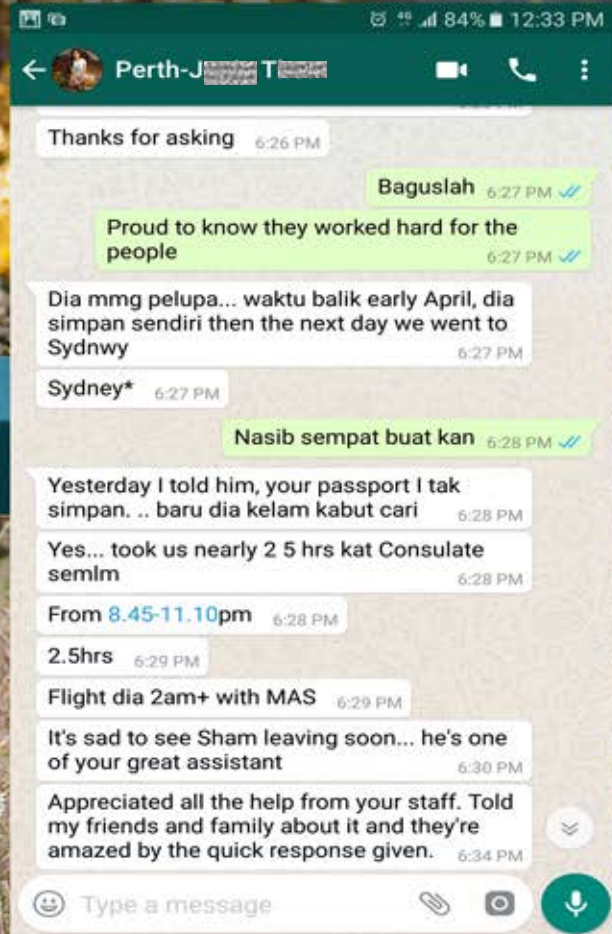 84% 12:33 PM
Perth-J T
Thanks for asking 6:26 PM
Baguslah 6:27 PM
Proud to know they worked hard for the
people 6:27 PM
Dia mmg pelupa... waktu balik early April, dia
simpan sendiri then the next day we went to
Sydnwy 6:27 PM
Sydney* 6:27 PM
Nasib sempat buat kan 6:28 PM
Yesterday I told him, your passport I tak
simpan. .. baru dia kelam kabut cari 6:28 PM
Yes... took us nearly 2 5 hrs kat Consulate
semlm 6:28 PM
From 8.45-11.10pm 6:28 PM
2.5hrs 6:29 PM
Flight dia 2am+ with MAS 6:29 PM
It's sad to see Sham leaving soon... he's one
of your great assistant 6:30 PM
Appreciated all the help from your staff. Told
my friends and family about it and they're
amazed by the quick response given. 6:34 PM
Type a message